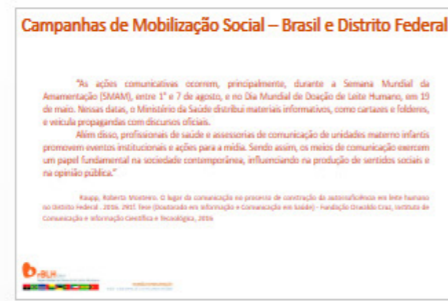 Campanhas de Mobilização Social – Brasil e Distrito Federal
"As ações comunicativas ocorrem, principalmente, durante a Semana Mundial da
Amamentação (SMAM), entre 1º e 7 de agosto, e no Dia Mundial de Doação de Leite Humano, em 19
de maio. Nessas datas, o Ministério da Saúde distribui materiais informativos, como cartazes e folderes,
e veicula propagandas com discursos oficiais.
Além disso, profissionais de saúde e assessorias de comunicação de unidades materno infantis
promovem eventos institucionais e ações para a mídia. Sendo assim, os meios de comunicação exercem
um papel fundamental na sociedade contemporânea, influenciando na produção de sentidos sociais e
na opinião pública."
Roberta Monteiro. O lugar da comunicação no processo de construção da autossuficiência em leite humano
no Distrito Federal. 2016. Tese (Doutorado em Informação e Comunicação em Saúde) - Fundação Oswaldo Cruz, Instituto de
Comunicação e Informação Científica e Tecnológica, 2016
rBLH